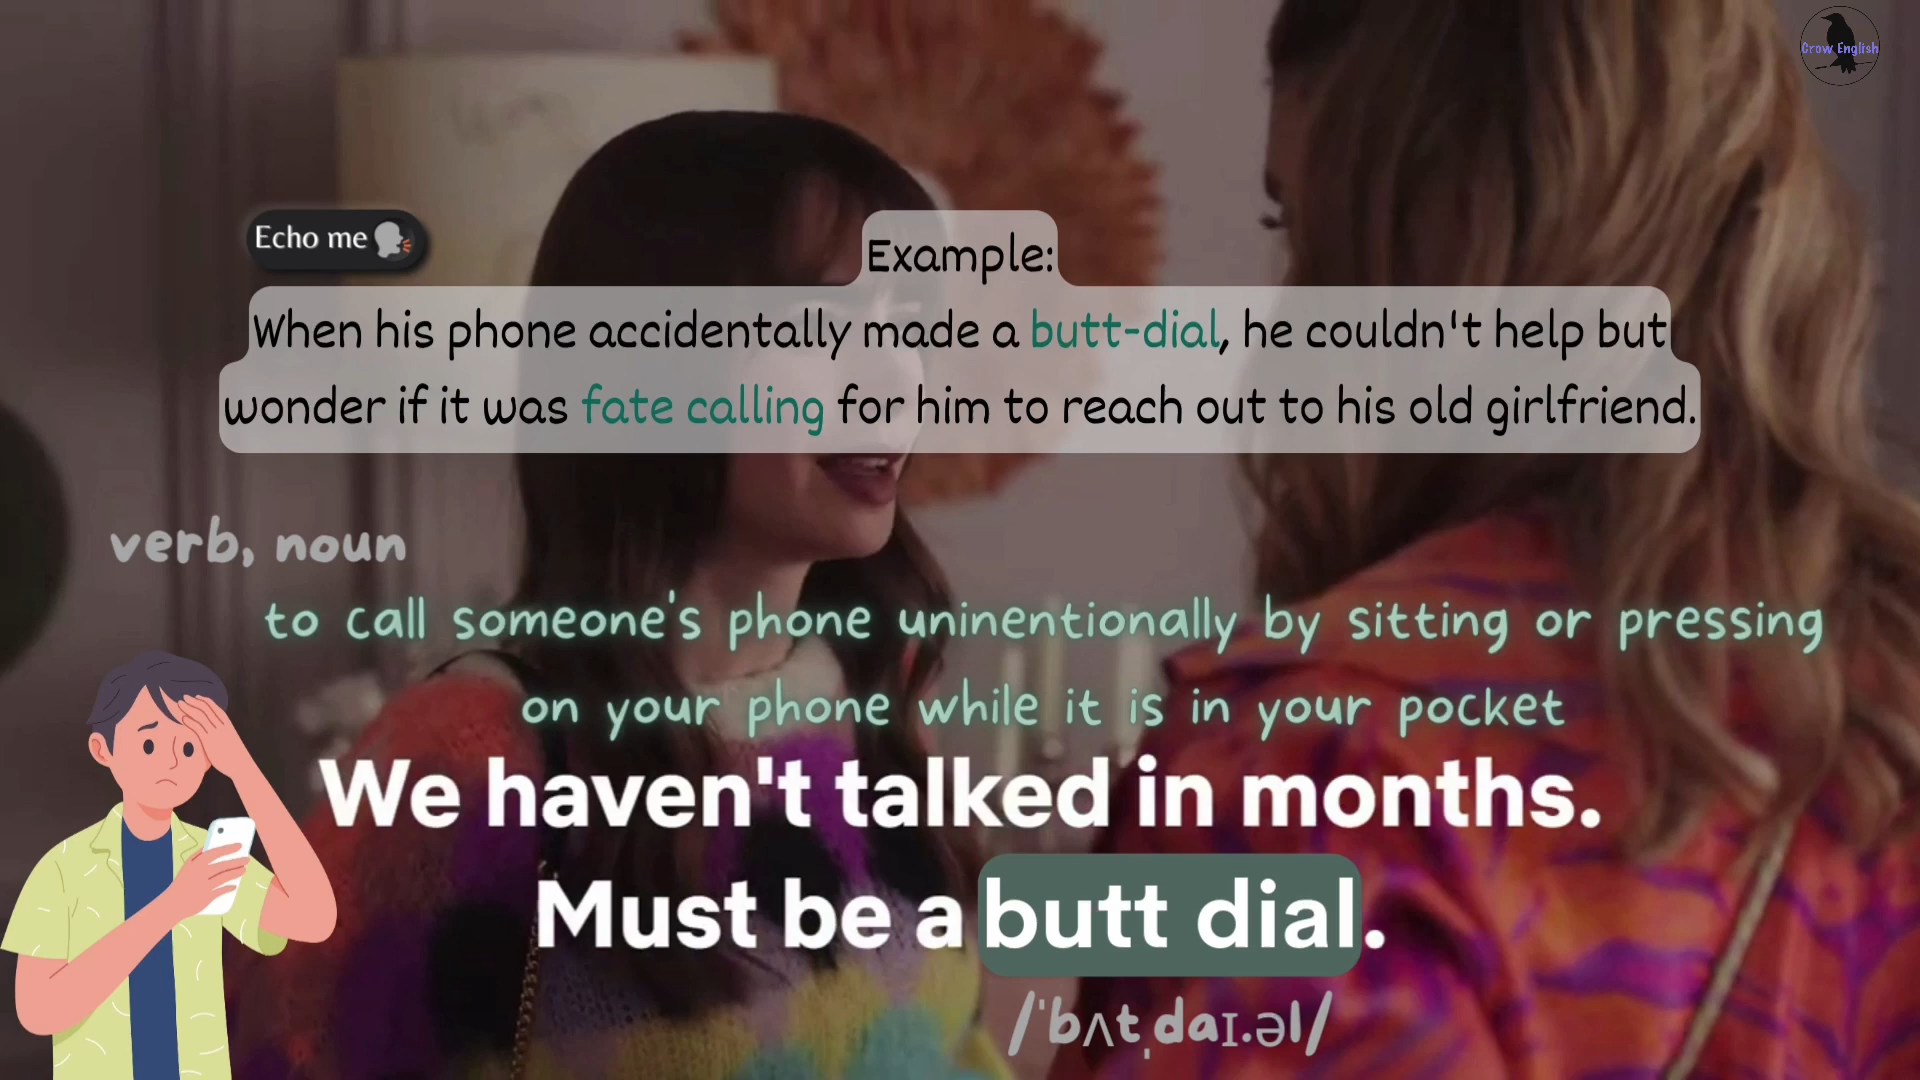 Crow English
Echo me
Example:
When his phone accidentally made a butt-dial, he couldn't help but
wonder if it was fate calling for him to reach out to his old girlfriend.
verb, noun
to call someone's phone unintentionally by sitting or pressing
on your phone while it is in your pocket
We haven't talked in months.
Must be a butt dial.
/ˈbʌtˌdaɪ.əl/